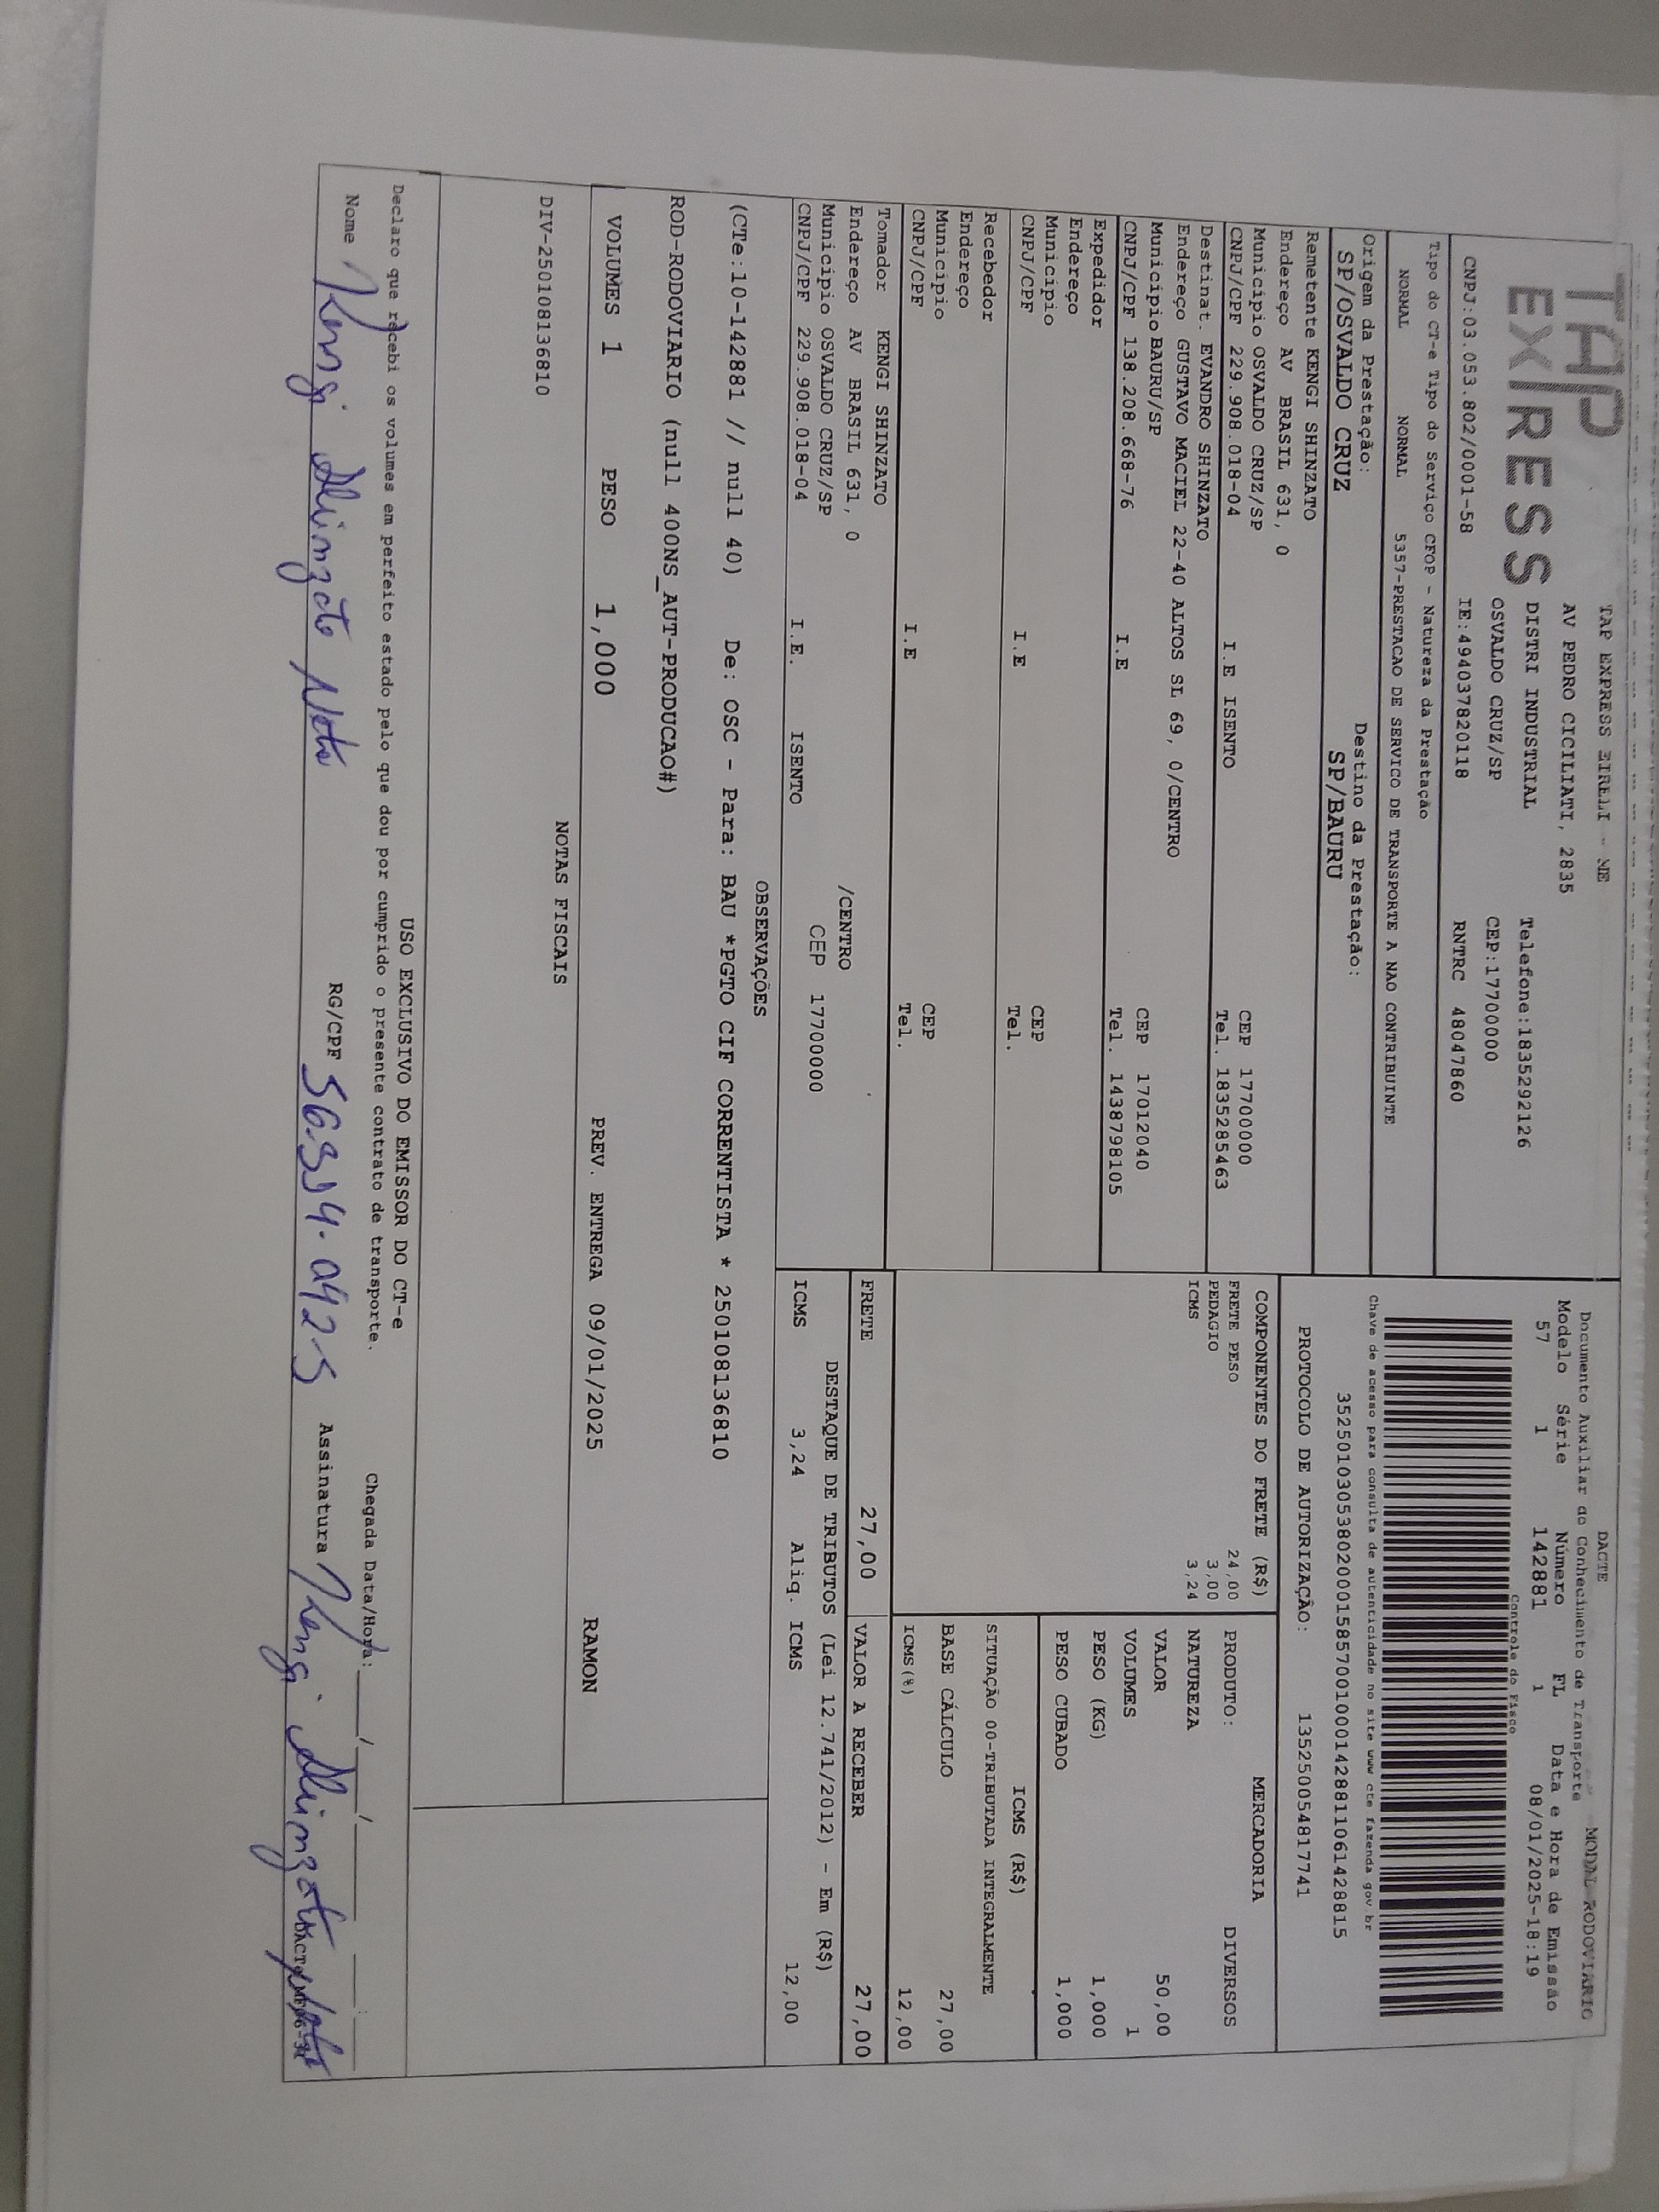 TAP
EXPRESS
TAP EXPRESS EIRELI - ME
AV PEDRO CICILIATI, 2835
DISTRI INDUSTRIAL Telefone:1835292126
OSVALDO CRUZ/SP CEP:17700000
CNPJ:03.053.802/0001-58 IE:494037820118 RNTRC 48047860
Tipo do CT-e Tipo do Serviço CFOP - Natureza da Prestação
NORMAL NORMAL 5357-PRESTACAO DE SERVICO DE TRANSPORTE A NAO CONTRIBUINTE
Origem da Prestação: Destino da Prestação:
SP/OSVALDO CRUZ SP/BAURU
Remetente KENGI SHINZATO
Endereço AV BRASIL 631, 0
Municipio OSVALDO CRUZ/SP CEP 17700000
CNPJ/CPF 229.908.018-04 I.E ISENTO Tel. 1835285463
Destinat. EVANDRO SHINZATO
Endereço GUSTAVO MACIEL 22-40 ALTOS SL 69, 0/CENTRO
Municipio BAURU/SP CEP 17012040
CNPJ/CPF 138.208.668-76 I.E Tel. 1438798105
Expedidor
Endereço
Municipio CEP
CNPJ/CPF I.E Tel.
Recebedor
Endereço
Municipio CEP
CNPJ/CPF I.E Tel.
Tomador KENGI SHINZATO
Endereço AV BRASIL 631, 0 /CENTRO
Municipio OSVALDO CRUZ/SP CEP 17700000
CNPJ/CPF 229.908.018-04 I.E. ISENTO
DACTE MODAL RODOVIARIO
Documento Auxiliar do Conhecimento de Transporte
Modelo Série Número FL Data e Hora de Emissão
57 1 142881 1 08/01/2025-18:19
Controle do Fisco
Chave de acesso para consulta de autenticidade no site www cte fazenda gov br
35250103053802000158570010001428811061428815
PROTOCOLO DE AUTORIZAÇÃO: 135250054817741
COMPONENTES DO FRETE (R$)
FRETE PESO 24,00
PEDAGIO 3,00
ICMS 3,24
MERCADORIA
PRODUTO: DIVERSOS
NATUREZA
VALOR 50,00
VOLUMES 1
PESO (KG) 1,000
PESO CUBADO 1,000
ICMS (R$)
SITUAÇÃO 00-TRIBUTADA INTEGRALMENTE
BASE CÁLCULO 27,00
ICMS(%) 12,00
FRETE 27,00 VALOR A RECEBER 27,00
DESTAQUE DE TRIBUTOS (Lei 12.741/2012) - Em (R$)
ICMS 3,24 Aliq. ICMS 12,00
OBSERVAÇÕES
(CTe:10-142881 // null 40) De: OSC - Para: BAU *PGTO CIF CORRENTISTA * 250108136810
ROD-RODOVIARIO (null 400NS_AUT-PRODUCAO#)
VOLUMES 1 PESO 1,000 PREV. ENTREGA 09/01/2025 RAMON
NOTAS FISCAIS
DIV-250108136810
USO EXCLUSIVO DO EMISSOR DO CT-e
Declaro que recebi os volumes em perfeito estado pelo que dou por cumprido o presente contrato de transporte. Chegada Data/Hora: ___/___/___ ___:___
Nome Kengi Shinzato Neto RG/CPF Assinatura Kengi Shinzato Neto